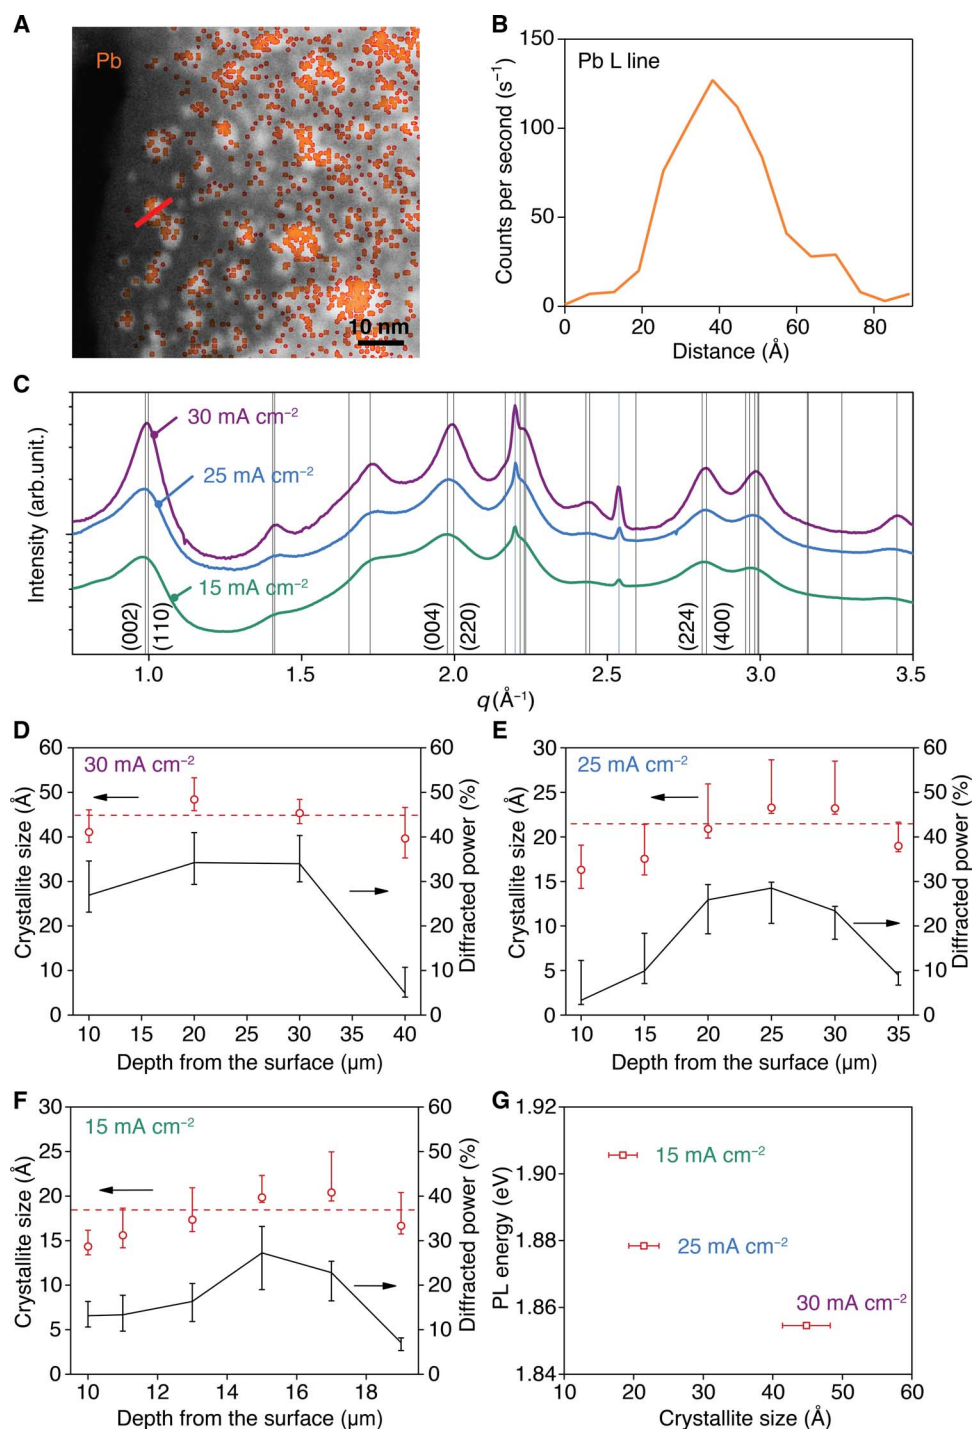 A
Pb
10 nm
B
Pb L line
150
100
50
0
0 20 40 60 80
Counts per second (s⁻¹)
Distance (Å)
C
30 mA cm⁻²
25 mA cm⁻²
15 mA cm⁻²
(002)
(110)
(004)
(220)
(224)
(400)
Intensity (arb.unit.)
1.0 1.5 2.0 2.5 3.0 3.5
q (Å⁻¹)
D
30 mA cm⁻²
60
50
40
30
20
10
0
Crystallite size (Å)
60
50
40
30
20
10
0
Diffracted power (%)
10 15 20 25 30 35 40
Depth from the surface (μm)
E
25 mA cm⁻²
30
25
20
15
10
5
0
Crystallite size (Å)
60
50
40
30
20
10
0
Diffracted power (%)
10 15 20 25 30 35
Depth from the surface (μm)
F
15 mA cm⁻²
30
25
20
15
10
5
0
Crystallite size (Å)
60
50
40
30
20
10
0
Diffracted power (%)
10 12 14 16 18
Depth from the surface (μm)
G
1.92
1.90
1.88
1.86
1.84
PL energy (eV)
15 mA cm⁻²
25 mA cm⁻²
30 mA cm⁻²
10 20 30 40 50 60
Crystallite size (Å)